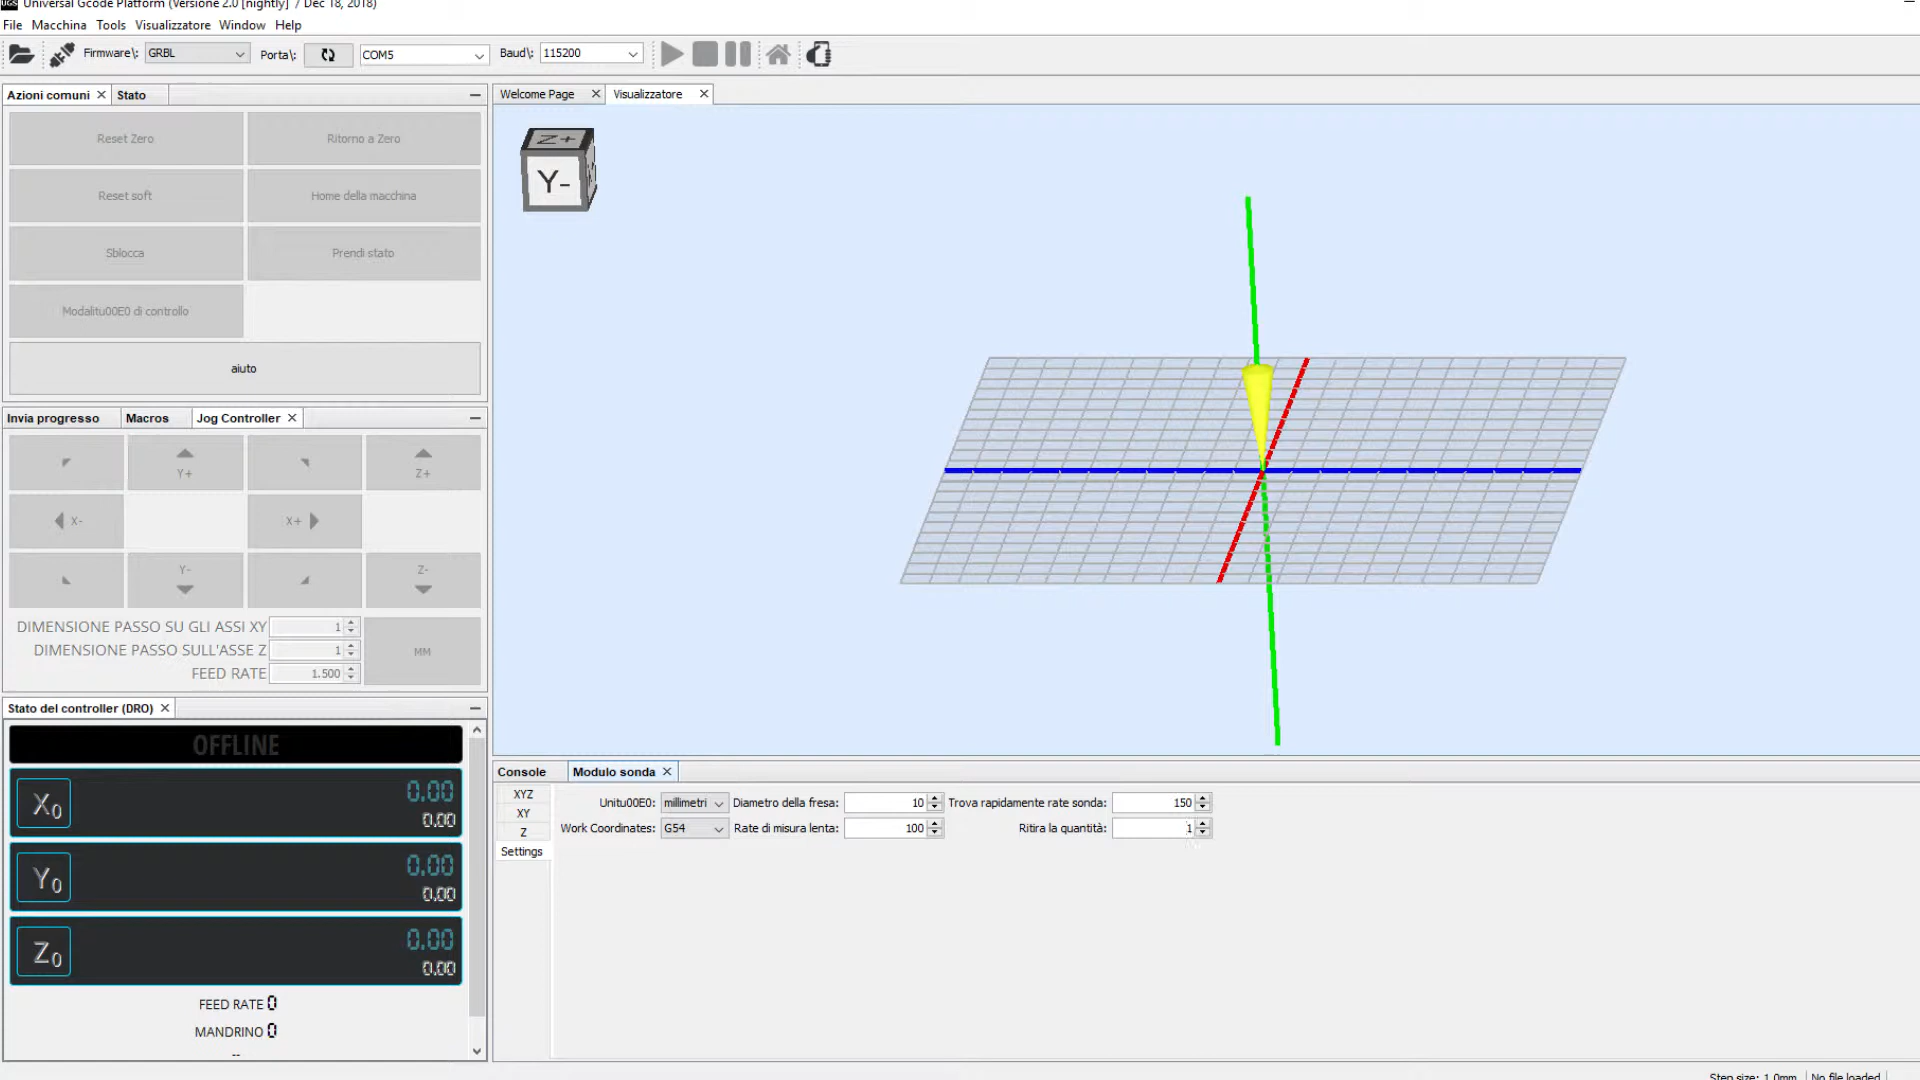 UGS Universal Gcode Platform (Versione 2.0 [nightly] / Dec 18, 2018)
File Macchina Tools Visualizzatore Window Help
Firmware\: GRBL Porta\: COM5 Baud\: 115200
Azioni comuni Stato
Reset Zero Ritorno a Zero
Reset soft Home della macchina
Sblocca Prendi stato
Modalitu00E0 di controllo
aiuto
Invia progresso Macros Jog Controller
Y+ Z+
X- X+
Y- Z-
DIMENSIONE PASSO SU GLI ASSI XY 1
DIMENSIONE PASSO SULL'ASSE Z 1
FEED RATE 1.500
MM
Stato del controller (DRO)
OFFLINE
X0 0.00
0.00
Y0 0.00
0.00
Z0 0.00
0.00
FEED RATE 0
MANDRINO 0
--
Welcome Page Visualizzatore
Z+
Y-
Console Modulo sonda
XYZ
XY
Z
Settings
Unitu00E0: millimetri Diametro della fresa: 10 Trova rapidamente rate sonda: 150
Work Coordinates: G54 Rate di misura lenta: 100 Ritira la quantità: 1
Step size: 1.0mm No file loaded